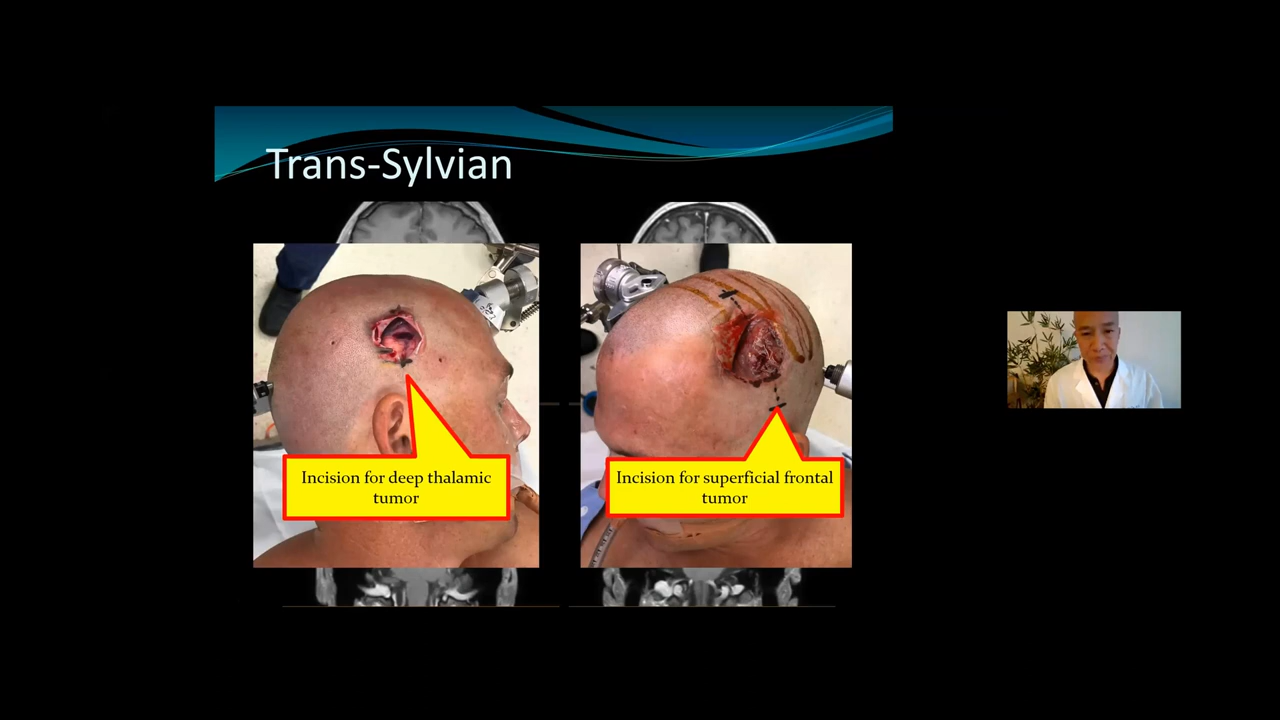 Trans-Sylvian
Incision for deep thalamic
tumor
Incision for superficial frontal
tumor